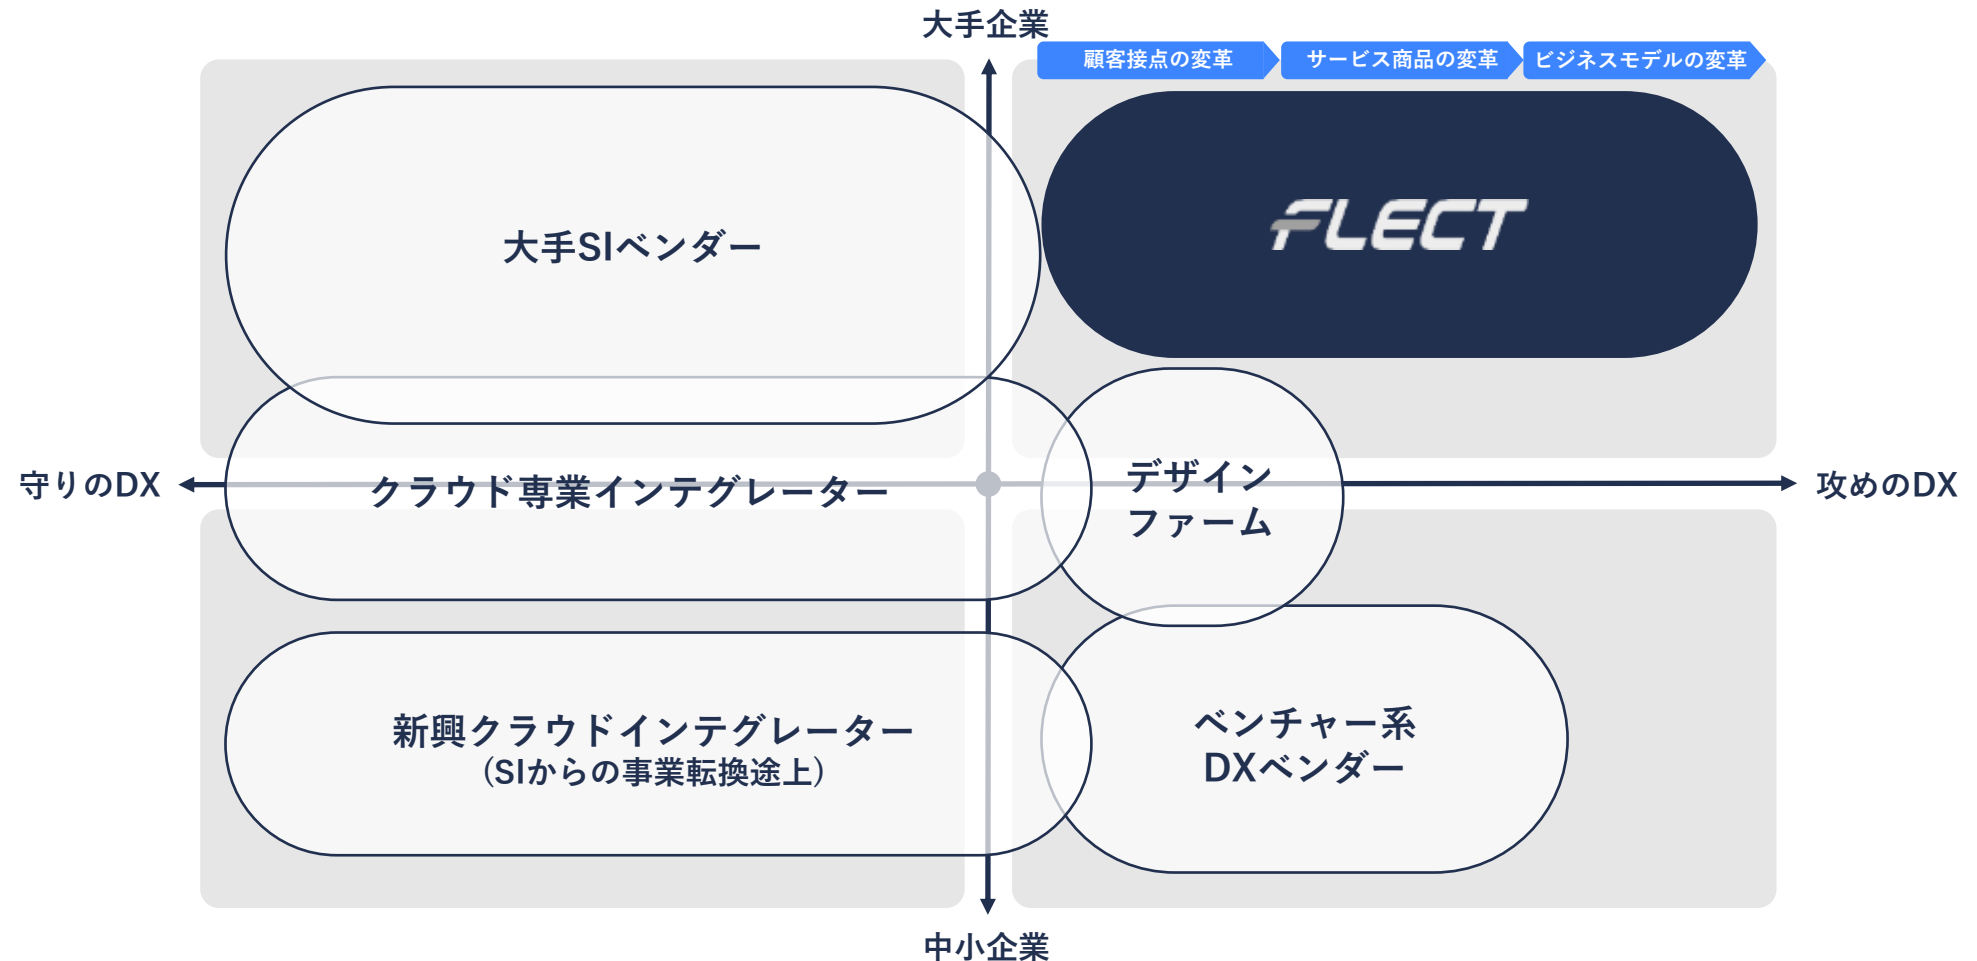 大手企業
顧客接点の変革
サービス商品の変革
ビジネスモデルの変革
大手SIベンダー
FLECT
守りのDX
クラウド専業インテグレーター
デザイン
ファーム
攻めのDX
新興クラウドインテグレーター
(SIからの事業転換途上)
ベンチャー系
DXベンダー
中小企業